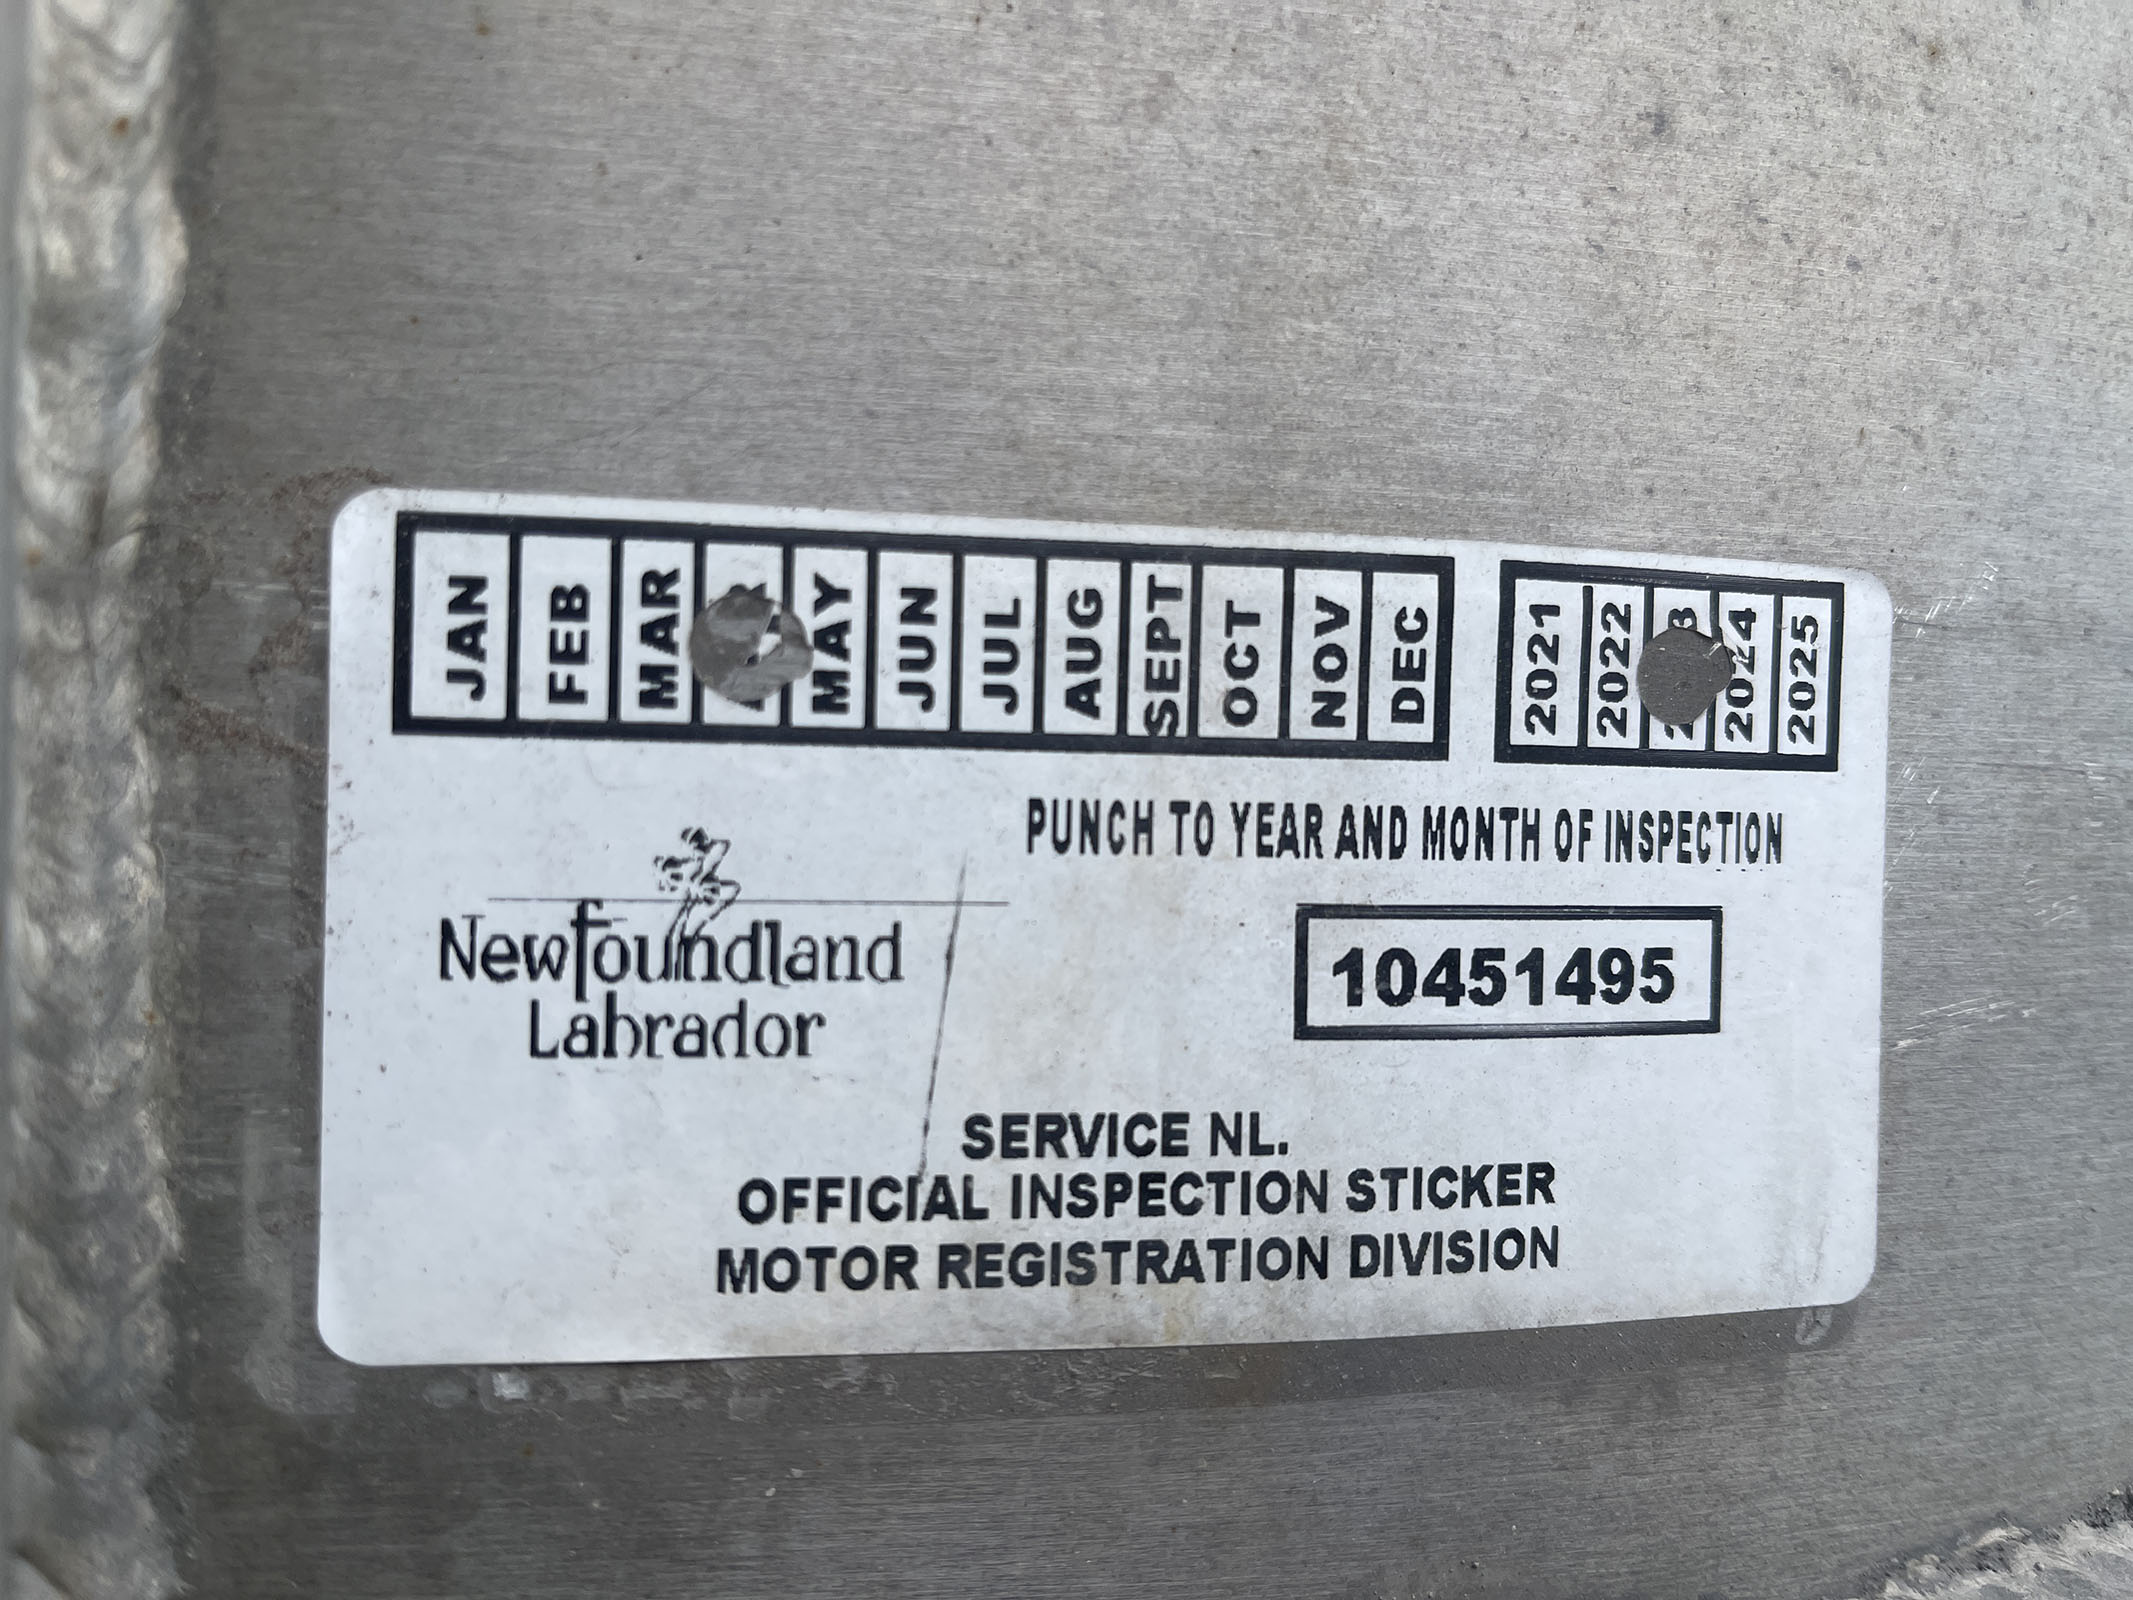 JAN FEB MAR MAY JUN JUL AUG SEPT OCT NOV DEC 2021 2022 2024 2025
PUNCH TO YEAR AND MONTH OF INSPECTION
Newfoundland
Labrador
10451495
SERVICE NL.
OFFICIAL INSPECTION STICKER
MOTOR REGISTRATION DIVISION